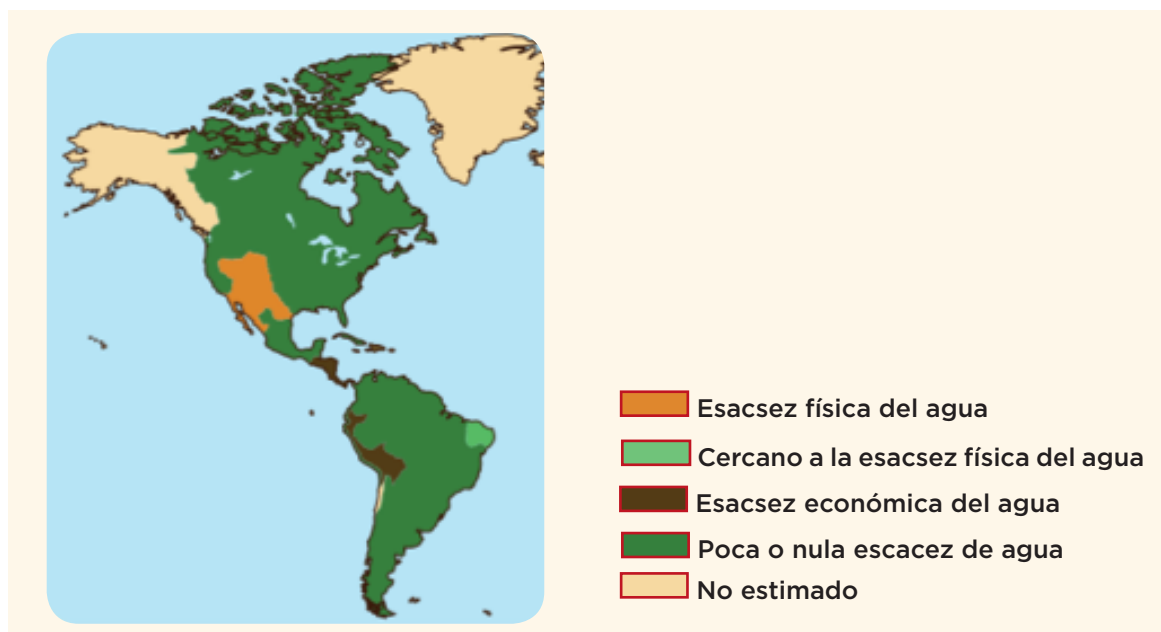 Esacsez física del agua
Cercano a la esacsez física del agua
Esacsez económica del agua
Poca o nula escacez de agua
No estimado